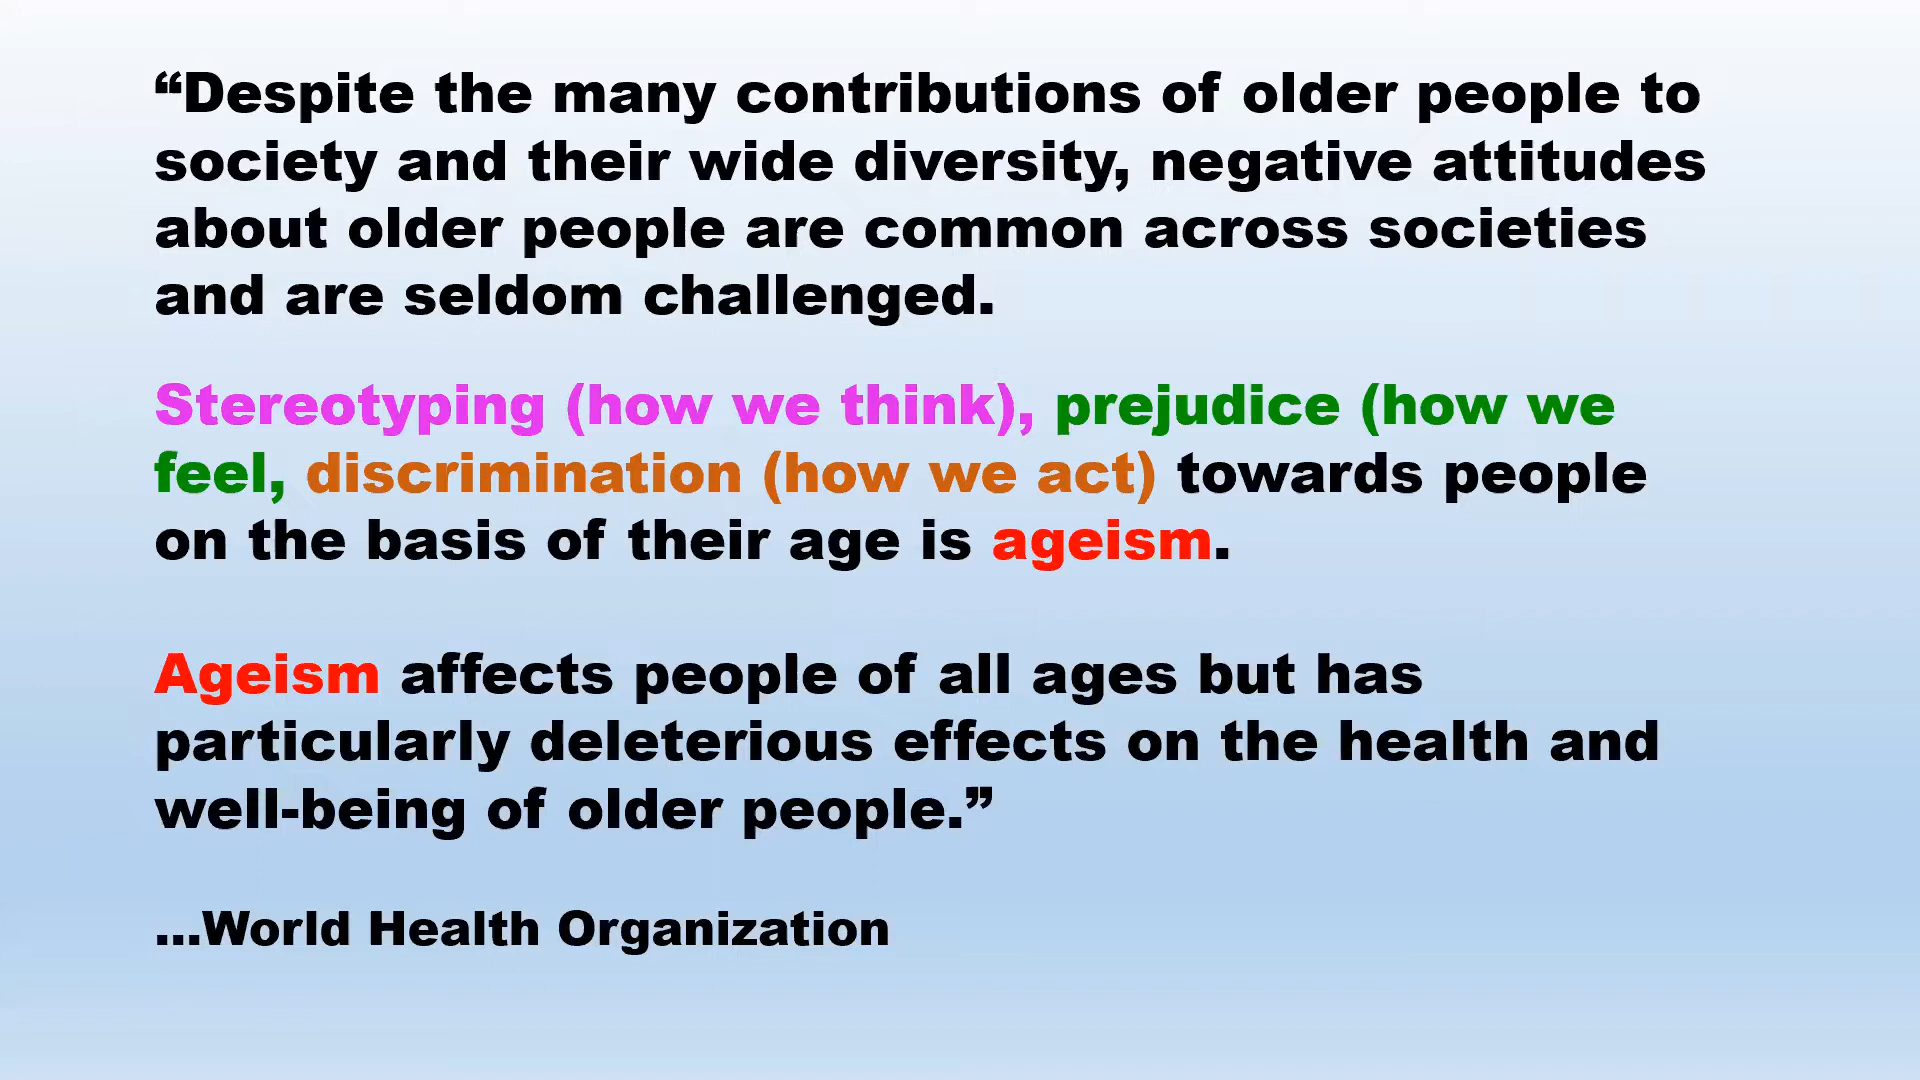 “Despite the many contributions of older people to
society and their wide diversity, negative attitudes
about older people are common across societies
and are seldom challenged.
Stereotyping (how we think), prejudice (how we
feel, discrimination (how we act) towards people
on the basis of their age is ageism.
Ageism affects people of all ages but has
particularly deleterious effects on the health and
well-being of older people.”
...World Health Organization